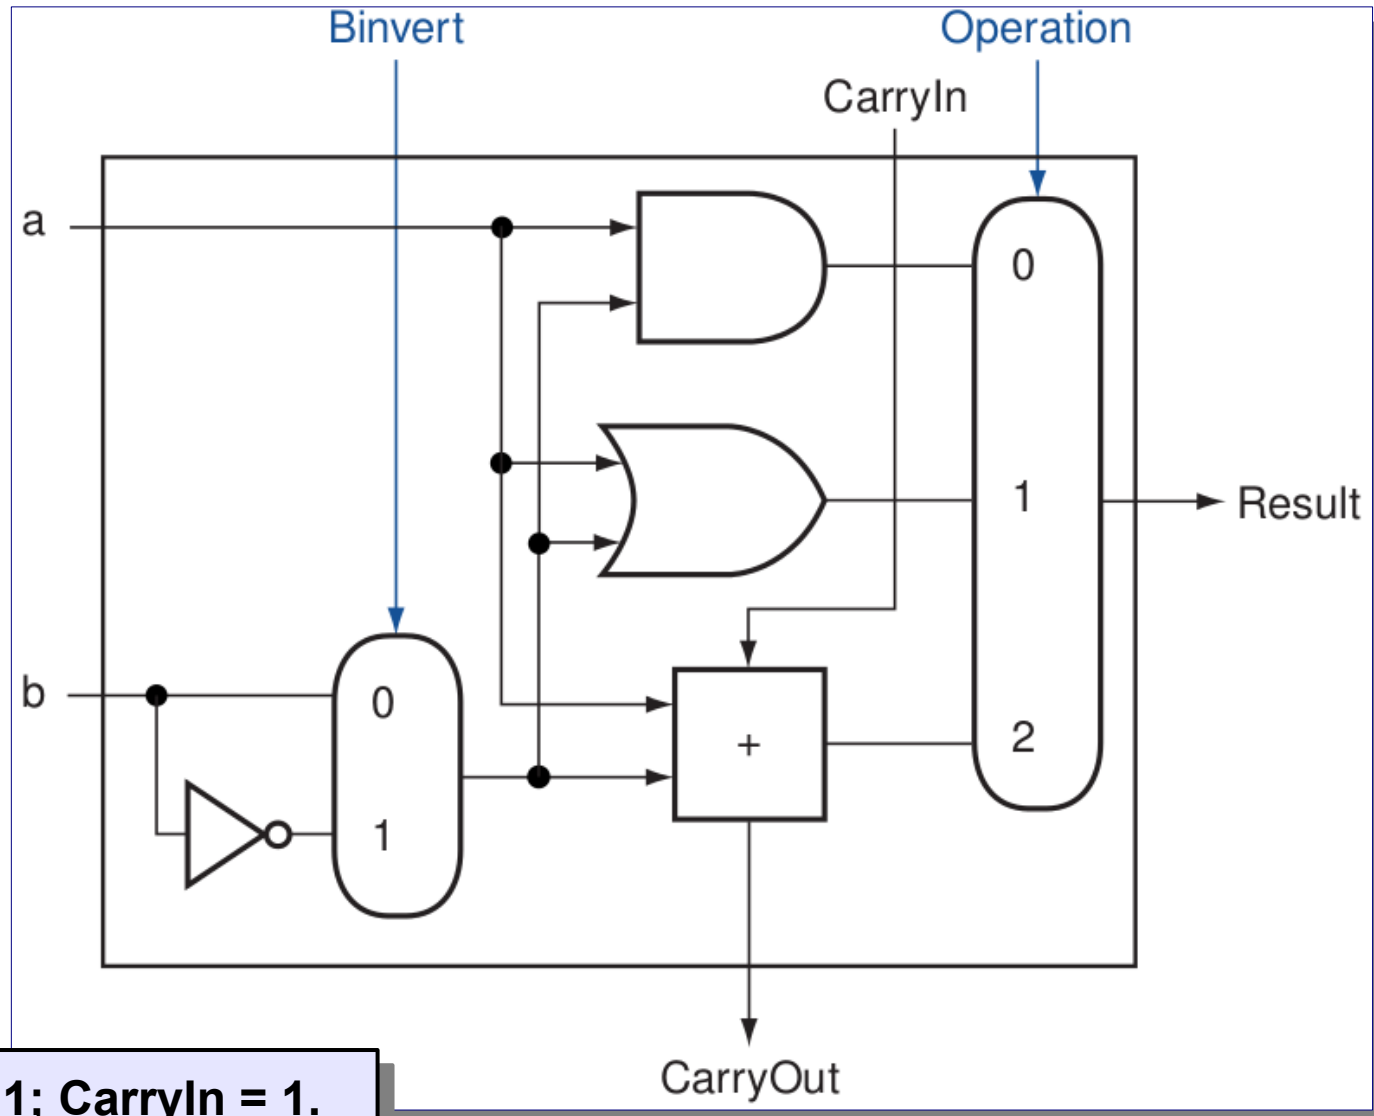 Binvert
Operation
CarryIn
a
0
1
Result
b
0
2
+
1
CarryOut
1; CarryIn = 1.